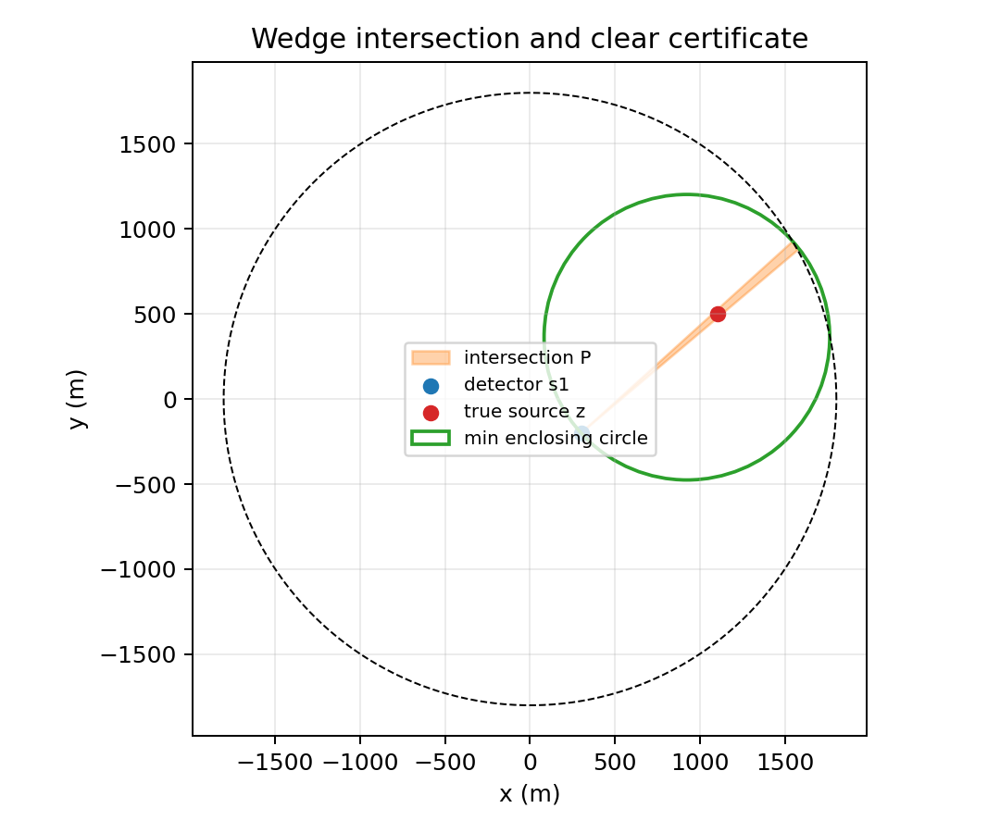 Wedge intersection and clear certificate
1500
1000
500
0
−500
−1000
−1500
y (m)
intersection P
detector s1
true source z
min enclosing circle
−1500 −1000 −500 0 500 1000 1500
x (m)